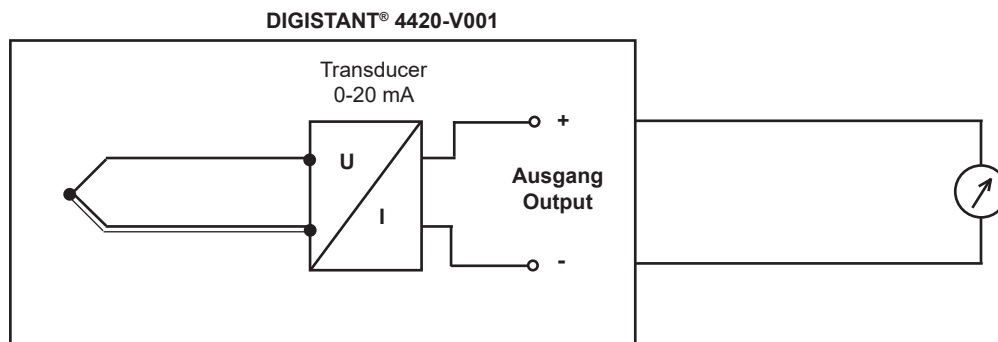 DIGISTANT® 4420-V001
Transducer
0-20 mA
U
I
+
Ausgang
Output
-